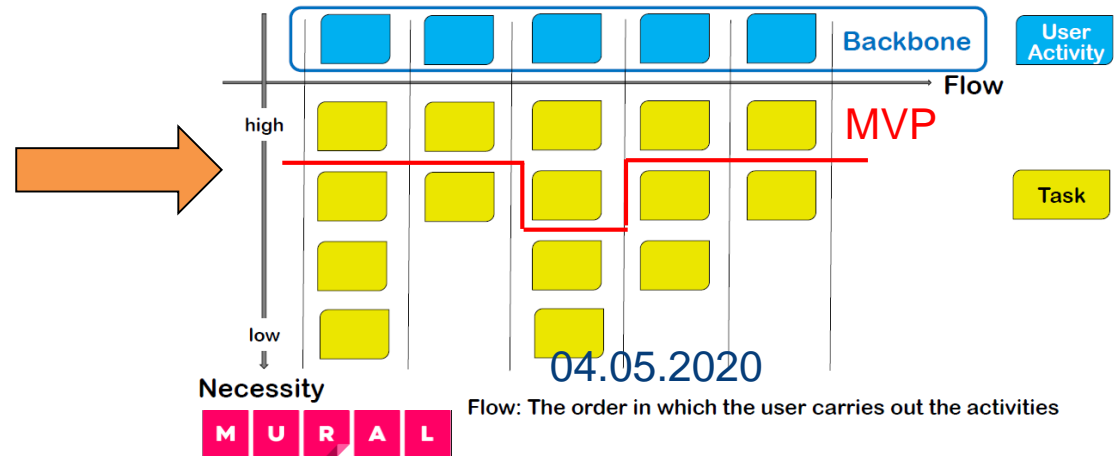 Backbone
User
Activity
Flow
high
MVP
Task
low
04.05.2020
Necessity
Flow: The order in which the user carries out the activities
MURAL